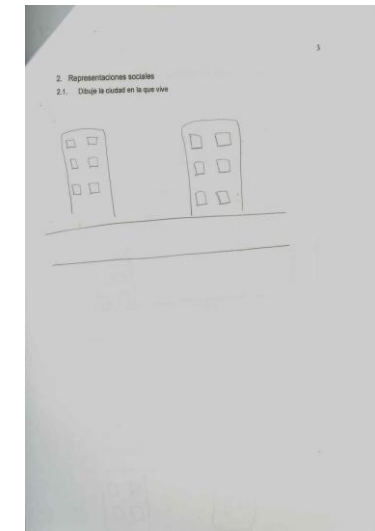 3
2. Representaciones sociales
2.1. Dibuje la ciudad en la que vive